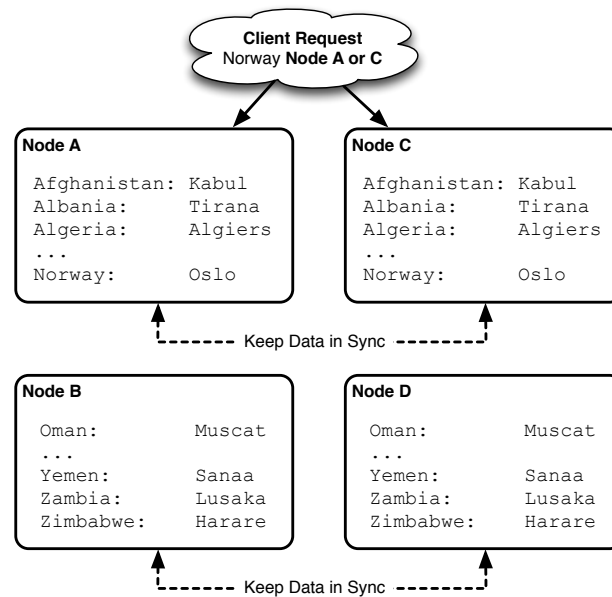 Client Request
Norway Node A or C
Node A
Afghanistan: Kabul
Albania: Tirana
Algeria: Algiers
...
Norway: Oslo
Node C
Afghanistan: Kabul
Albania: Tirana
Algeria: Algiers
...
Norway: Oslo
Keep Data in Sync
Node B
Oman: Muscat
...
Yemen: Sanaa
Zambia: Lusaka
Zimbabwe: Harare
Node D
Oman: Muscat
...
Yemen: Sanaa
Zambia: Lusaka
Zimbabwe: Harare
Keep Data in Sync